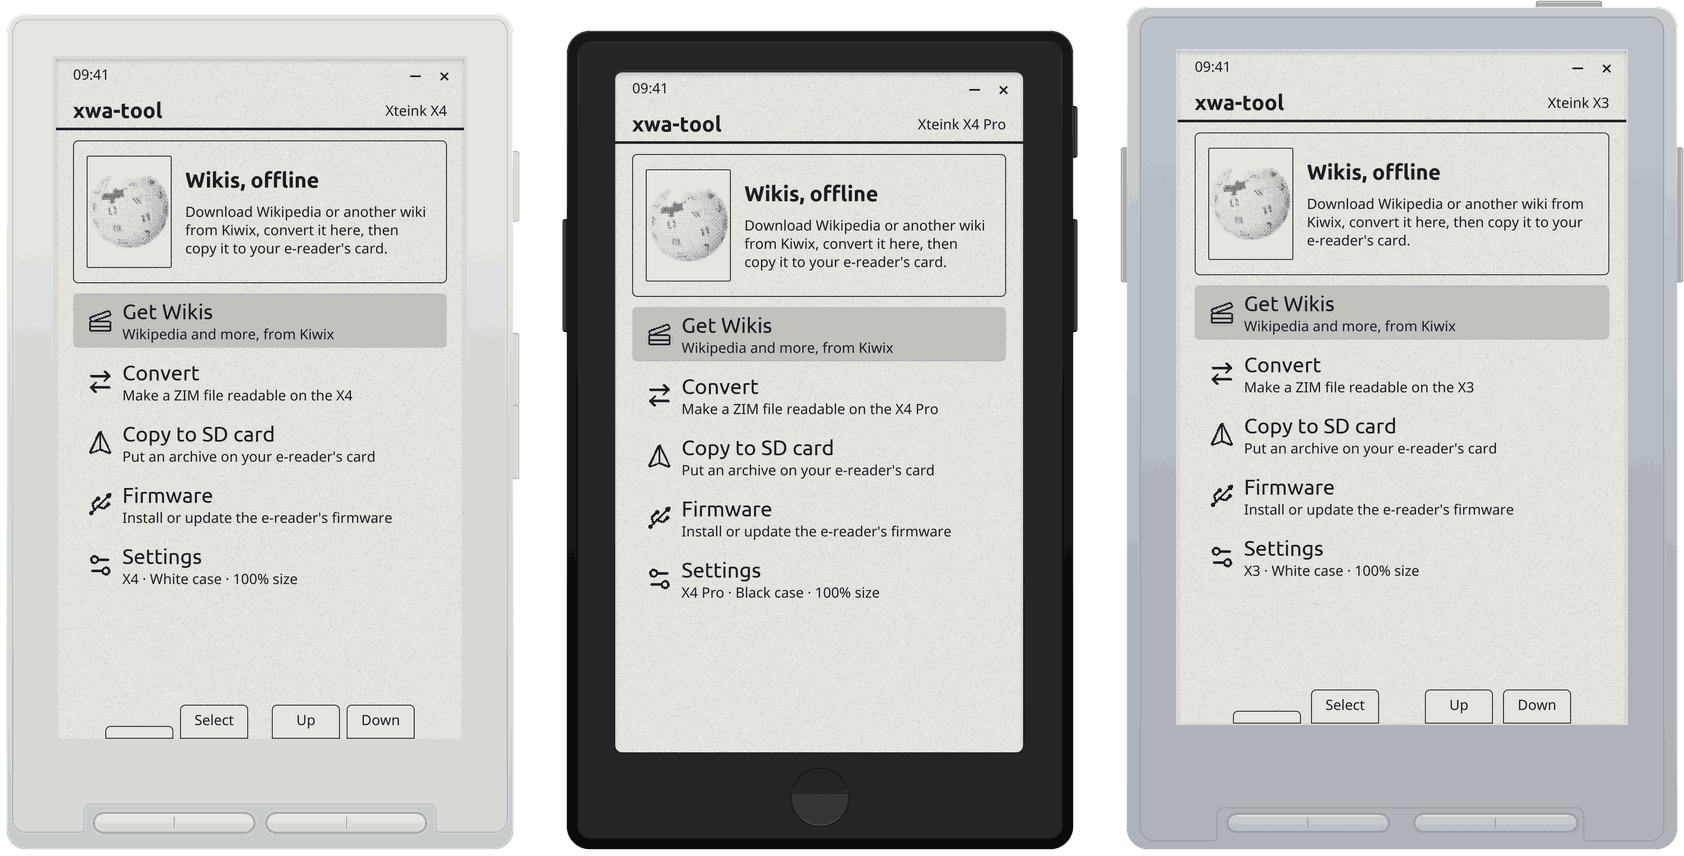 09:41
xwa-tool
Xteink X4
Wikis, offline
Download Wikipedia or another wiki
from Kiwix, convert it here, then
copy it to your e-reader's card.
Get Wikis
Wikipedia and more, from Kiwix
Convert
Make a ZIM file readable on the X4
Copy to SD card
Put an archive on your e-reader's card
Firmware
Install or update the e-reader's firmware
Settings
X4 · White case · 100% size
Select
Up
Down
09:41
xwa-tool
Xteink X4 Pro
Wikis, offline
Download Wikipedia or another wiki
from Kiwix, convert it here, then
copy it to your e-reader's card.
Get Wikis
Wikipedia and more, from Kiwix
Convert
Make a ZIM file readable on the X4 Pro
Copy to SD card
Put an archive on your e-reader's card
Firmware
Install or update the e-reader's firmware
Settings
X4 Pro · Black case · 100% size
09:41
xwa-tool
Xteink X3
Wikis, offline
Download Wikipedia or another wiki from
Kiwix, convert it here, then copy it to your
e-reader's card.
Get Wikis
Wikipedia and more, from Kiwix
Convert
Make a ZIM file readable on the X3
Copy to SD card
Put an archive on your e-reader's card
Firmware
Install or update the e-reader's firmware
Settings
X3 · White case · 100% size
Select
Up
Down